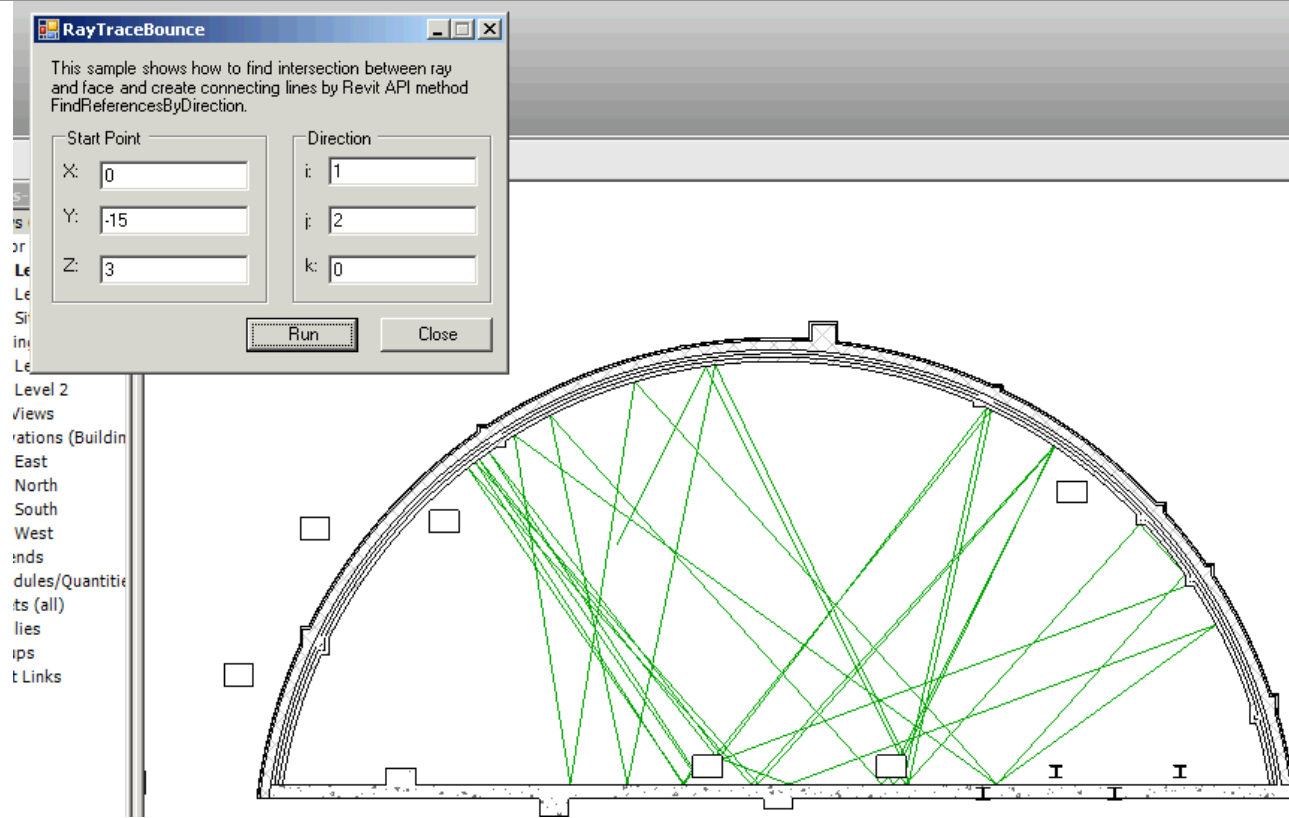 RayTraceBounce
This sample shows how to find intersection between ray
and face and create connecting lines by Revit API method
FindReferencesByDirection.
Start Point
Direction
X: 0
i: 1
Y: -15
j: 2
Z: 3
k: 0
Run
Close
Level 2
Views
East
North
South
West
(all)
Links